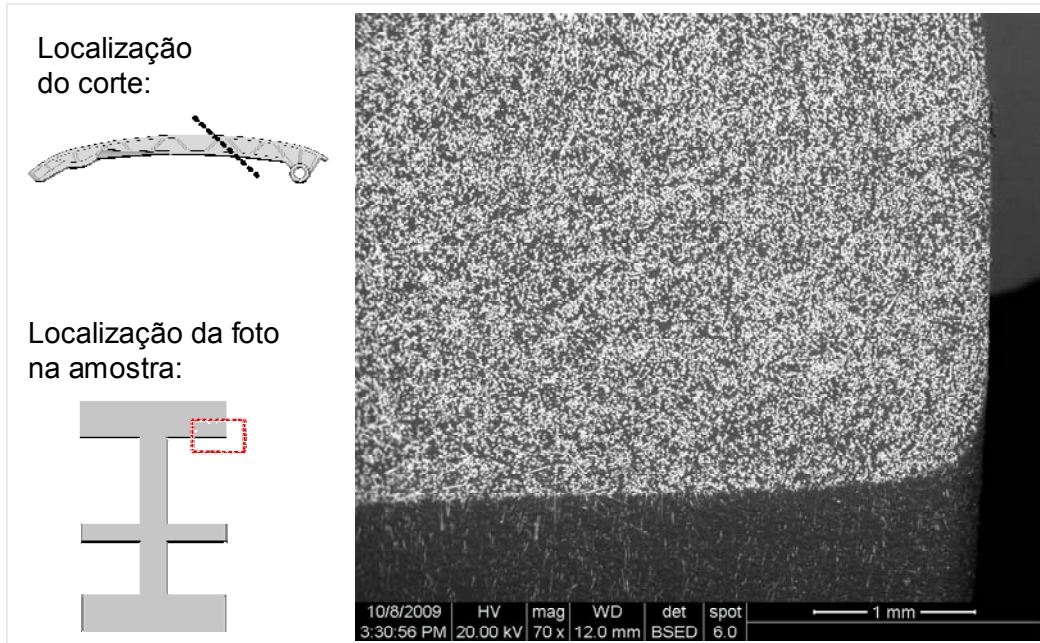 Localização
do corte:
Localização da foto
na amostra:
10/8/2009 HV mag WD det spot
3:30:56 PM 20.00 kV 70 x 12.0 mm BSED 6.0
1 mm